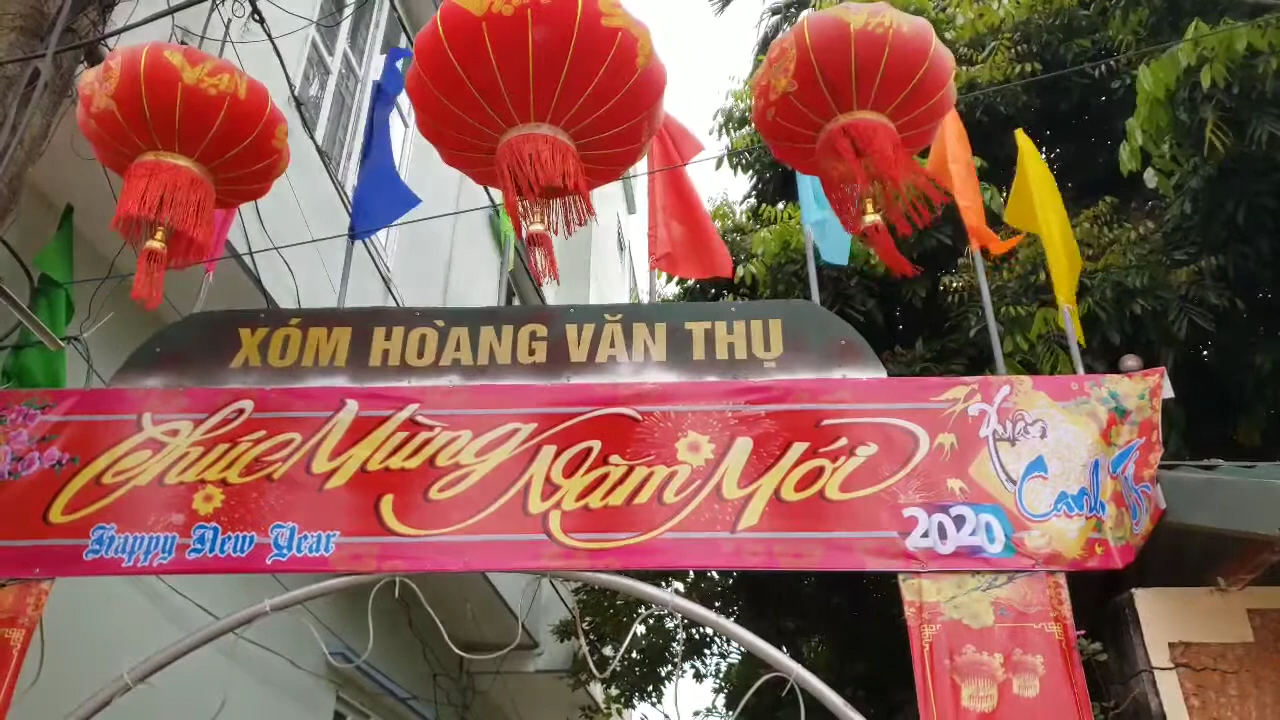 XÓM HOÀNG VĂN THỤ
Chúc Mừng Năm Mới
Xuân
Canh Tý
2020
Happy New Year